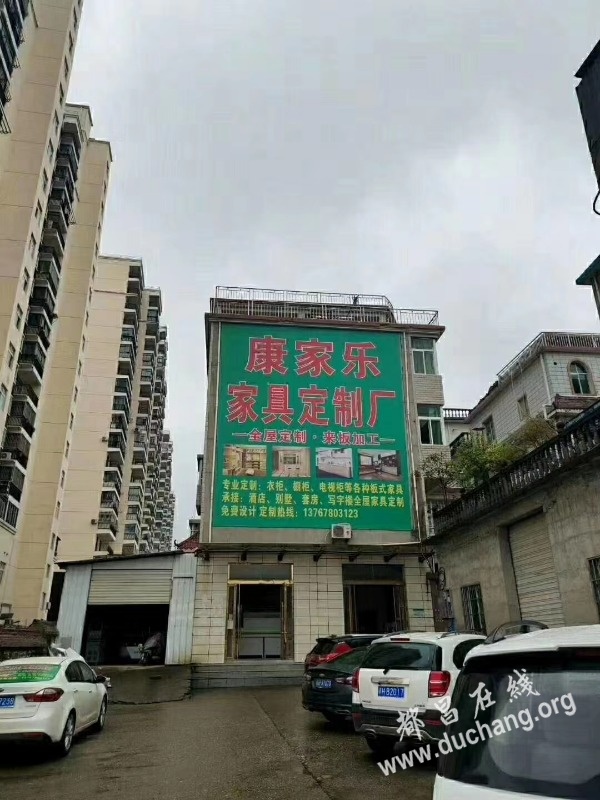 康家乐
家具定制厂
—全屋定制·来板加工—
专业定制：衣柜、橱柜、电视柜等各种板式家具
承接：酒店、别墅、套房、写字楼全屋家具定制
免费设计 定制热线：13767803123
都昌在线
www.duchang.org